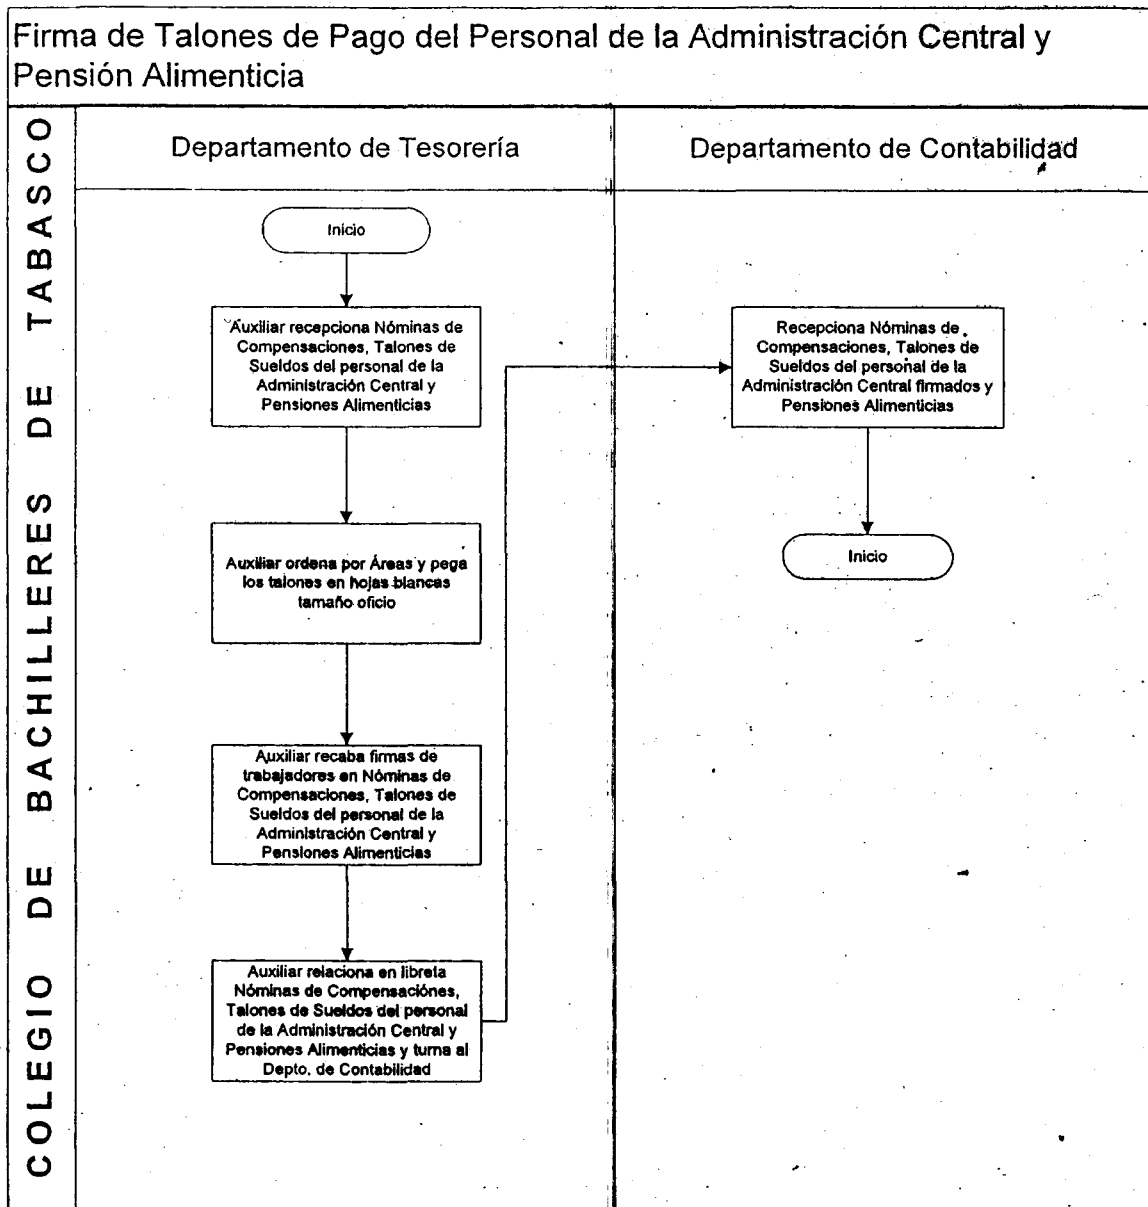 Firma de Talones de Pago del Personal de la Administración Central y
Pensión Alimenticia
COLEGIO DE BACHILLERES DE TABASCO
Departamento de Tesorería
Departamento de Contabilidad
Inicio
Auxiliar recepciona Nóminas de
Compensaciones, Talones de
Sueldos del personal de la
Administración Central y
Pensiones Alimenticias
Auxiliar ordena por Áreas y pega
los talones en hojas blancas
tamaño oficio
Auxiliar recaba firmas de
trabajadores en Nóminas de
Compensaciones, Talones de
Sueldos del personal de la
Administración Central y
Pensiones Alimenticias
Auxiliar relaciona en libreta
Nóminas de Compensaciónes,
Talones de Sueldos del personal
de la Administración Central y
Pensiones Alimenticias y turna al
Depto. de Contabilidad
Recepciona Nóminas de
Compensaciones, Talones de
Sueldos del personal de la
Administración Central firmados y
Pensiones Alimenticias
Inicio